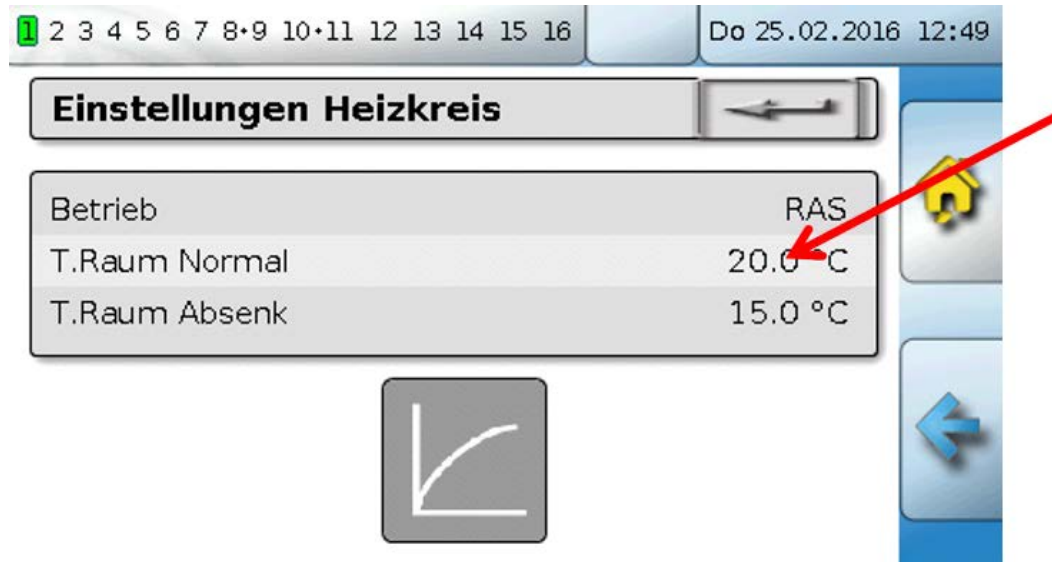 1 2 3 4 5 6 7 8·9 10·11 12 13 14 15 16 Do 25.02.2016 12:49
Einstellungen Heizkreis
Betrieb RAS
T.Raum Normal 20.0 °C
T.Raum Absenk 15.0 °C